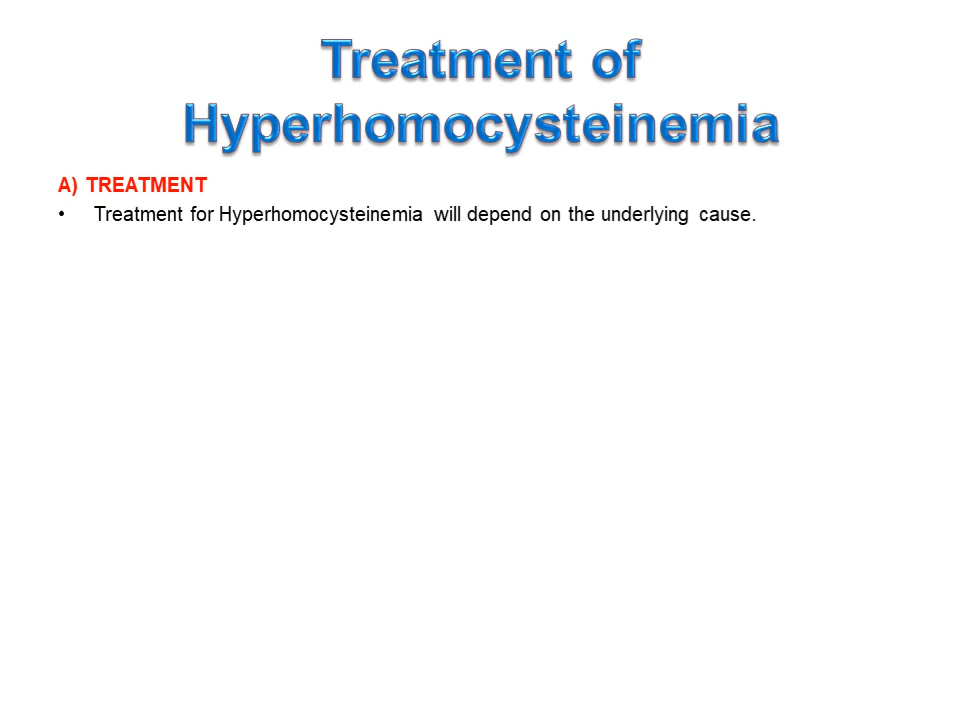 Treatment of
Hyperhomocysteinemia
A) TREATMENT
• Treatment for Hyperhomocysteinemia will depend on the underlying cause.